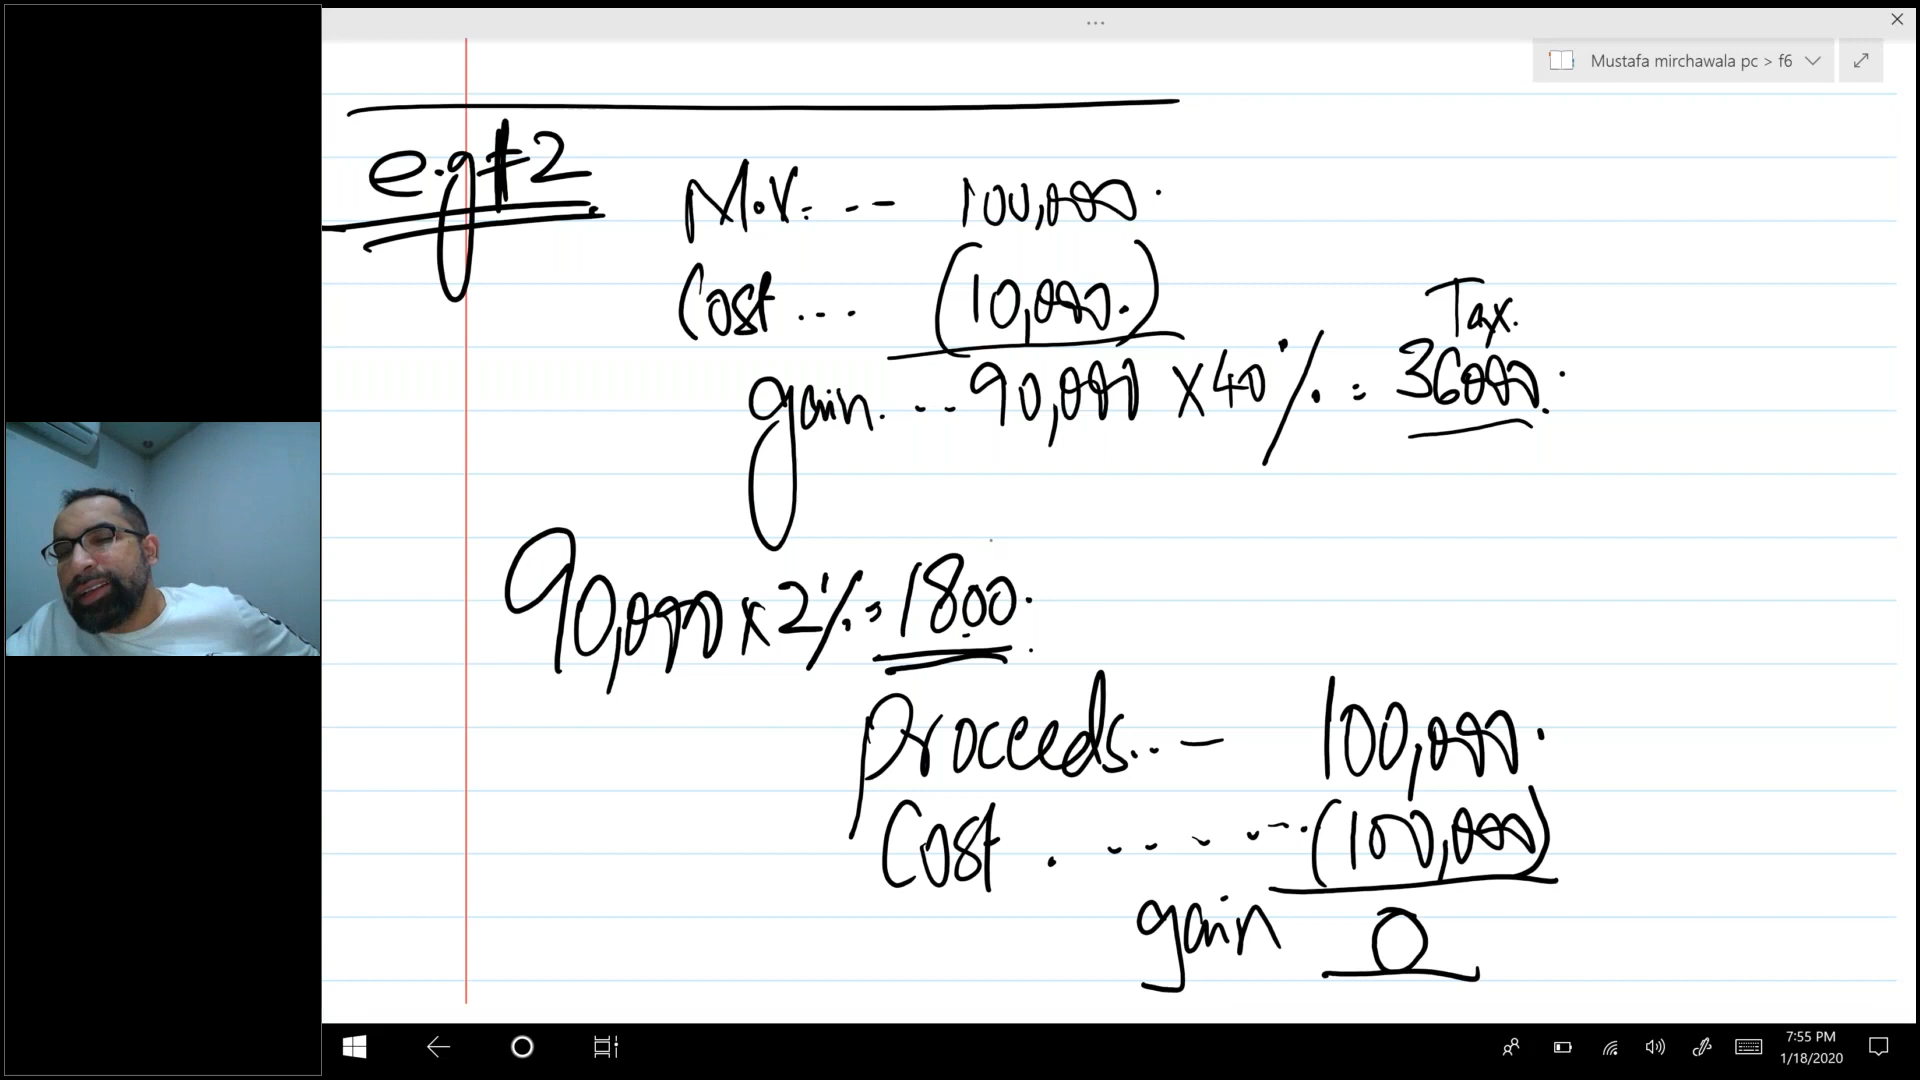 Mustafa mirchawala pc > f6
e.g#2
M.V. -- 100,000.
Cost ... (10,000.)
Tax.
gain. -- 90,000 x 40% = 36000.
90,000 x 2% = 1800.
Proceeds..- 100,000.
Cost . ..... (100,000)
gain 0
7:55 PM
1/18/2020